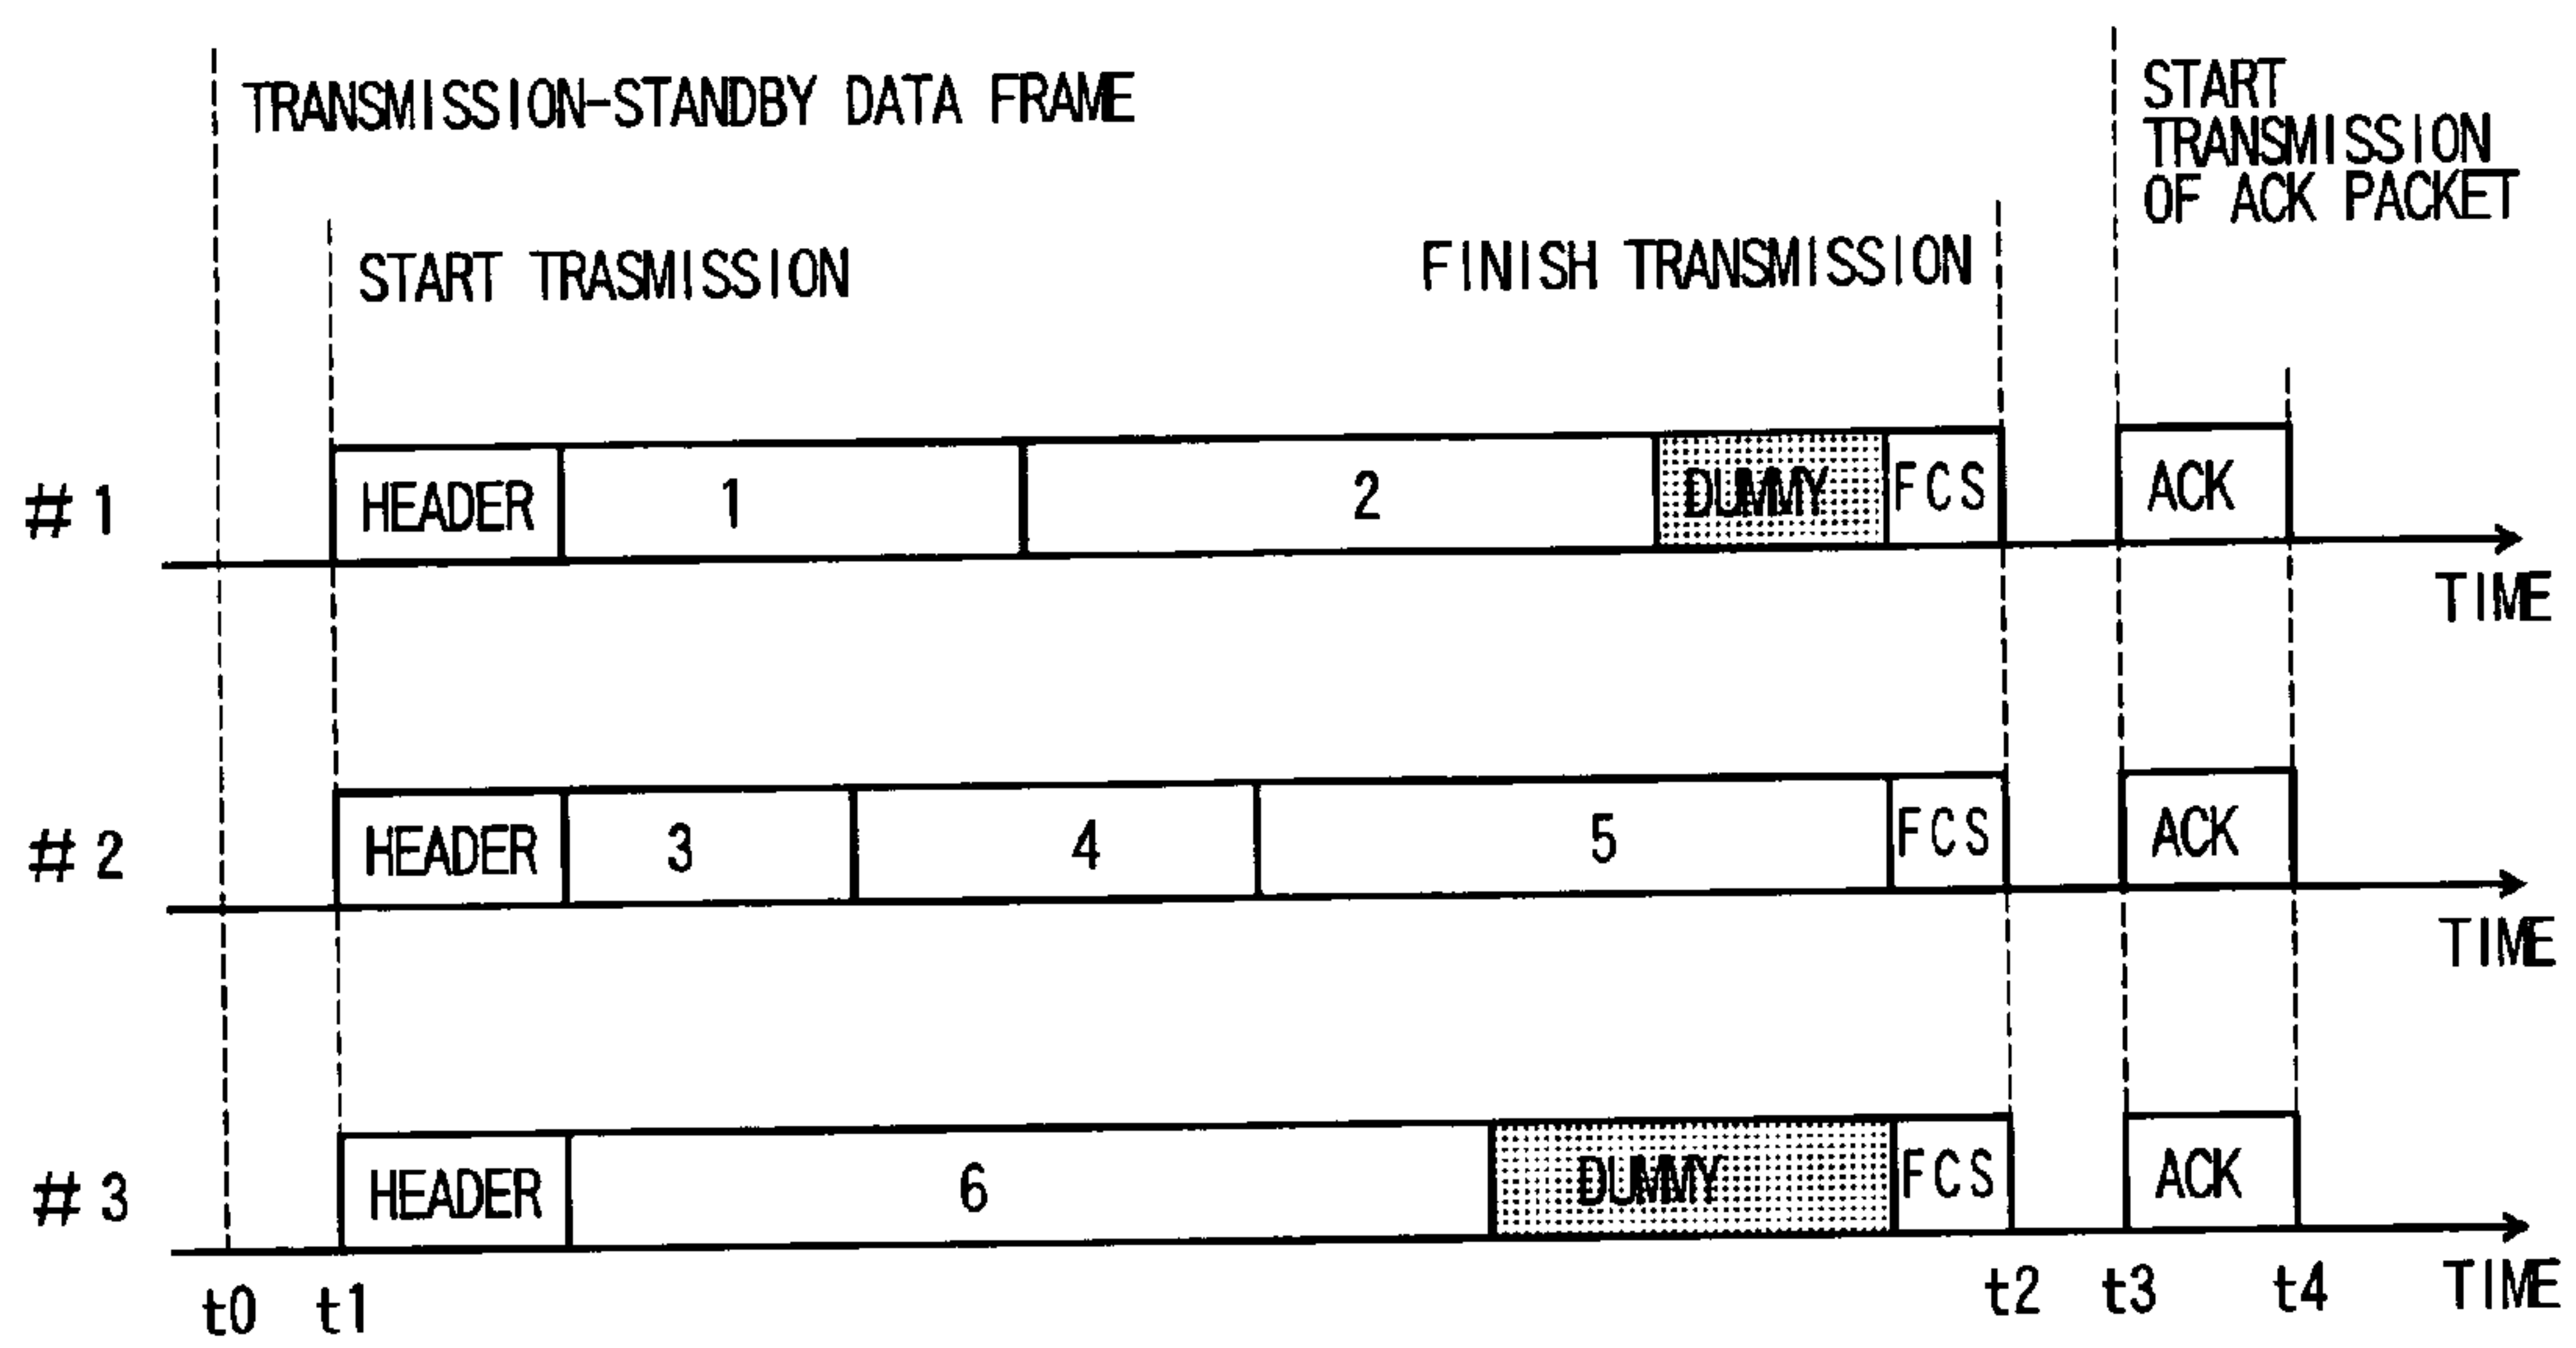 TRANSMISSION-STANDBY DATA FRAME
START
TRANSMISSION
OF ACK PACKET
START TRASMISSION
FINISH TRANSMISSION
#1 HEADER 1 2 DUMMY FCS ACK
TIME
#2 HEADER 3 4 5 FCS ACK
TIME
#3 HEADER 6 DUMMY FCS ACK
t0 t1 t2 t3 t4 TIME